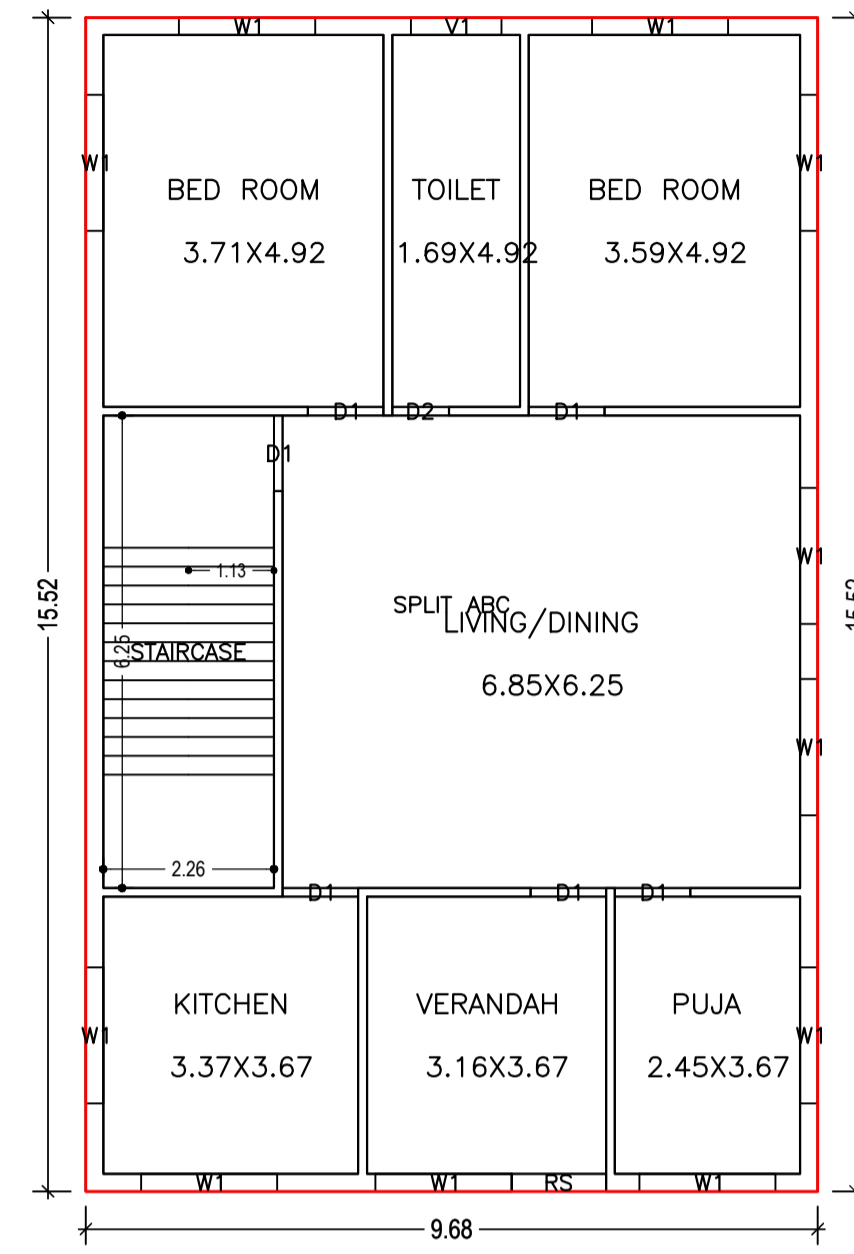 W1 V1 W1
W1 W1
BED ROOM TOILET BED ROOM
3.71X4.92 1.69X4.92 3.59X4.92
D1 D2 D1
D1
W1
1.13
15.52 15.52
SPLIT ABC
LIVING/DINING
6.25
STAIRCASE
6.85X6.25
W1
2.26
D1 D1 D1
KITCHEN VERANDAH PUJA
W1 W1
3.37X3.67 3.16X3.67 2.45X3.67
W1 W1 RS W1
9.68